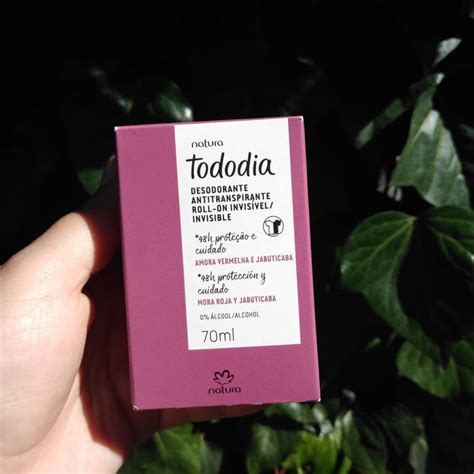 natura
tododia
DESODORANTE
ANTITRANSPIRANTE
ROLL-ON INVISÍVEL/
INVISIBLE
*48h proteção e
cuidado
AMORA VERMELHA E JABUTICABA
*48h protección y
cuidado
MORA ROJA Y JABUTICABA
0% ÁLCOOL/ALCOHOL
70ml
natura